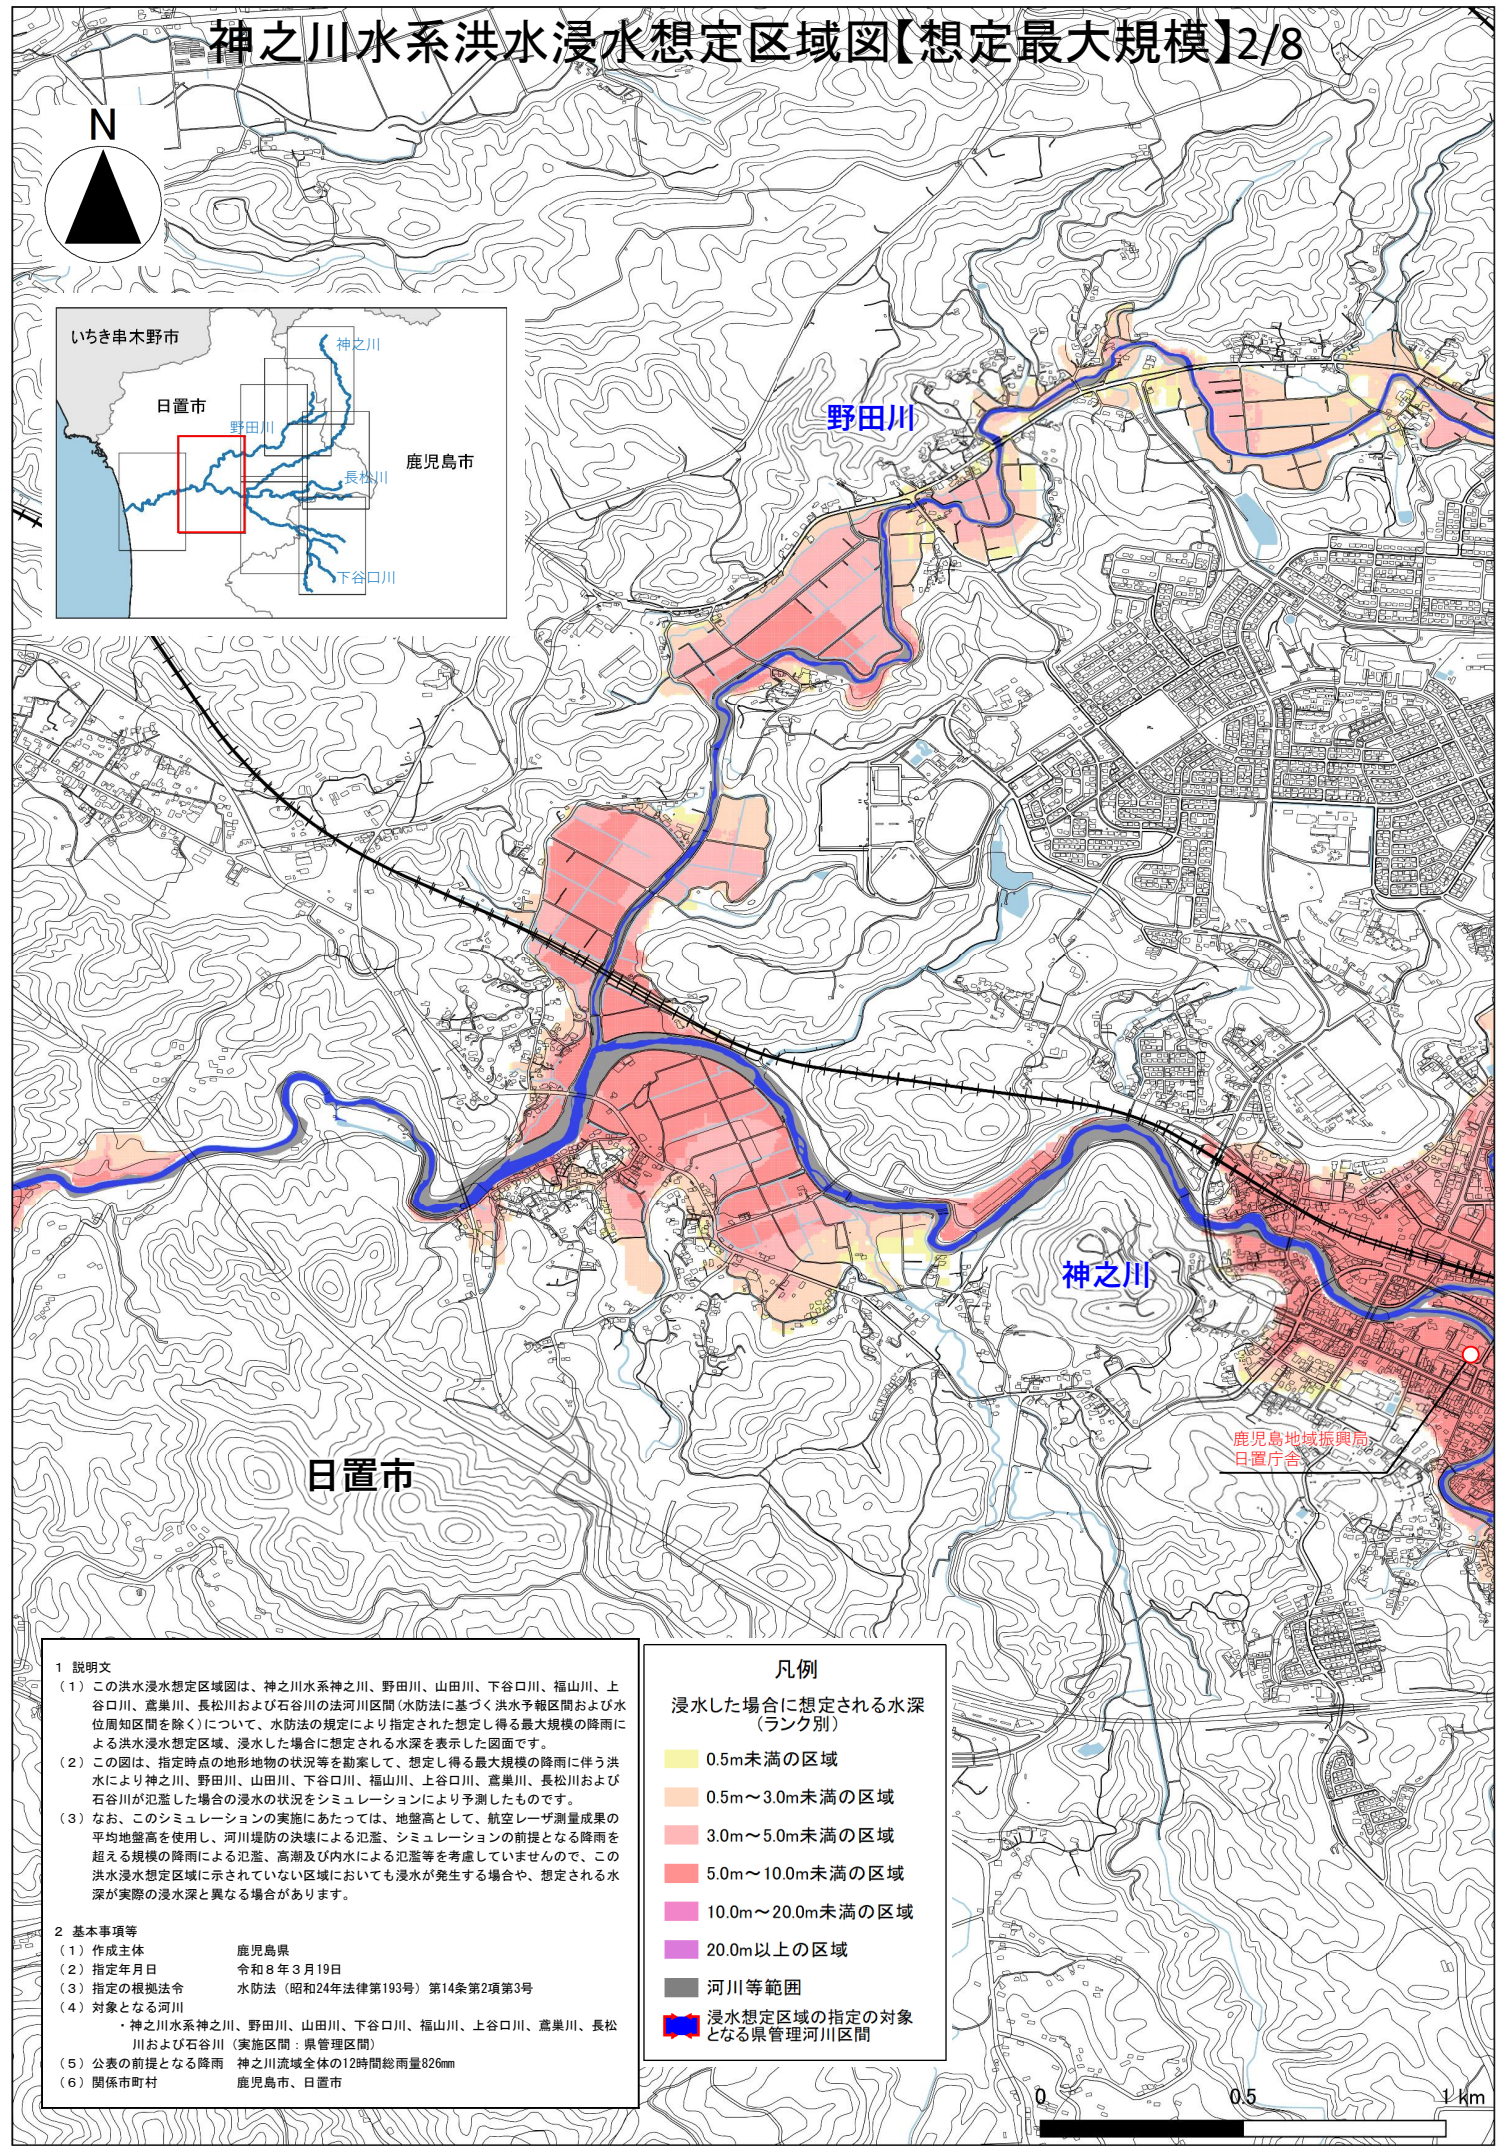 神之川水系洪水浸水想定区域図【想定最大規模】2/8
N
いちき串木野市
神之川
日置市
野田川
鹿児島市
長松川
下谷口川
野田川
神之川
鹿児島地域振興局
日置庁舎
日置市
1 説明文
(1)この洪水浸水想定区域図は、神之川水系神之川、野田川、山田川、下谷口川、福山川、上
谷口川、鳶巣川、長松川および石谷川の法河川区間(水防法に基づく洪水予報区間および水
位周知区間を除く)について、水防法の規定により指定された想定し得る最大規模の降雨に
よる洪水浸水想定区域、浸水した場合に想定される水深を表示した図面です。
(2)この図は、指定時点の地形地物の状況等を勘案して、想定し得る最大規模の降雨に伴う洪
水により神之川、野田川、山田川、下谷口川、福山川、上谷口川、鳶巣川、長松川および
石谷川が氾濫した場合の浸水の状況をシミュレーションにより予測したものです。
(3)なお、このシミュレーションの実施にあたっては、地盤高として、航空レーザ測量成果の
平均地盤高を使用し、河川堤防の決壊による氾濫、シミュレーションの前提となる降雨を
超える規模の降雨による氾濫、高潮及び内水による氾濫等を考慮していませんので、この
洪水浸水想定区域に示されていない区域においても浸水が発生する場合や、想定される水
深が実際の浸水深と異なる場合があります。
2 基本事項等
(1)作成主体 鹿児島県
(2)指定年月日 令和8年3月19日
(3)指定の根拠法令 水防法(昭和24年法律第193号)第14条第2項第3号
(4)対象となる河川
・神之川水系神之川、野田川、山田川、下谷口川、福山川、上谷口川、鳶巣川、長松
川および石谷川(実施区間:県管理区間)
(5)公表の前提となる降雨 神之川流域全体の12時間総雨量826mm
(6)関係市町村 鹿児島市、日置市
凡例
浸水した場合に想定される水深
(ランク別)
0.5m未満の区域
0.5m~3.0m未満の区域
3.0m~5.0m未満の区域
5.0m~10.0m未満の区域
10.0m~20.0m未満の区域
20.0m以上の区域
河川等範囲
浸水想定区域の指定の対象
となる県管理河川区間
0 0.5 1 km